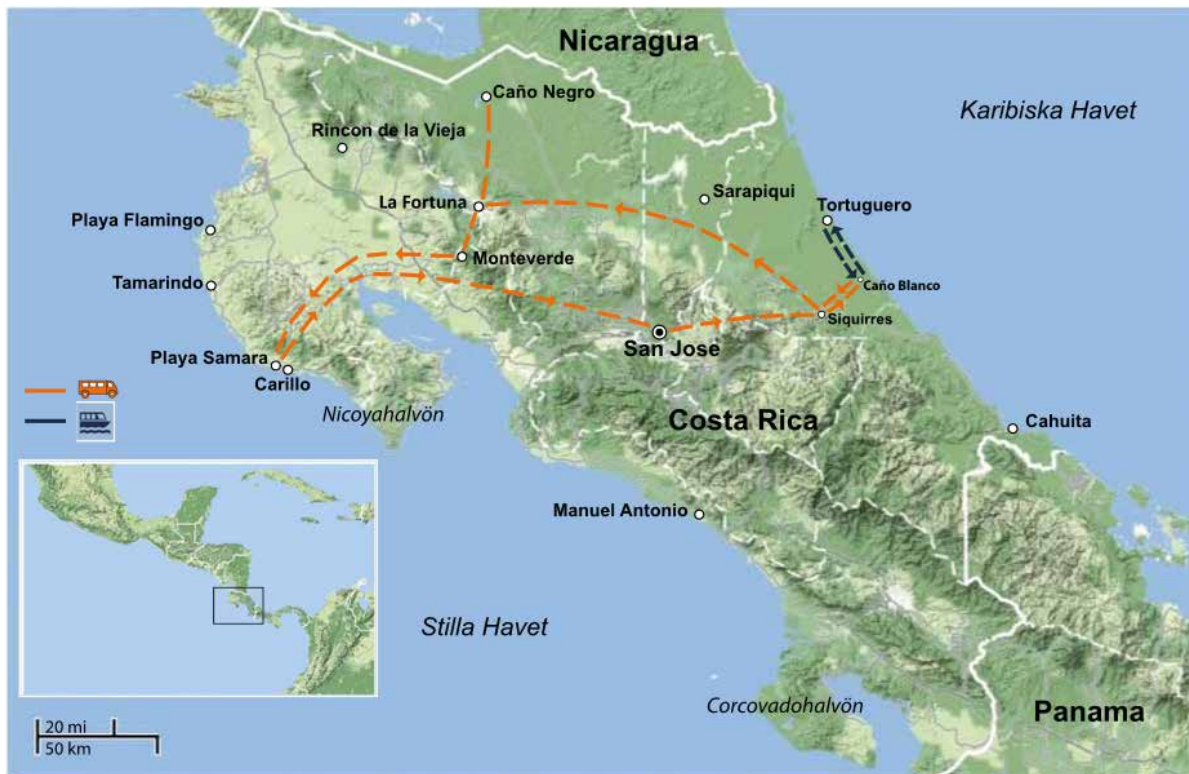 Nicaragua
Caño Negro
Karibiska Havet
Rincon de la Vieja
Sarapiqui
La Fortuna
Tortuguero
Playa Flamingo
Monteverde
Tamarindo
Caño Blanco
Siquirres
San Jose
Playa Samara
Carillo
Nicoyahalvön
Costa Rica
Cahuita
Manuel Antonio
Stilla Havet
Corcovadohalvön
Panama
20 mi
50 km